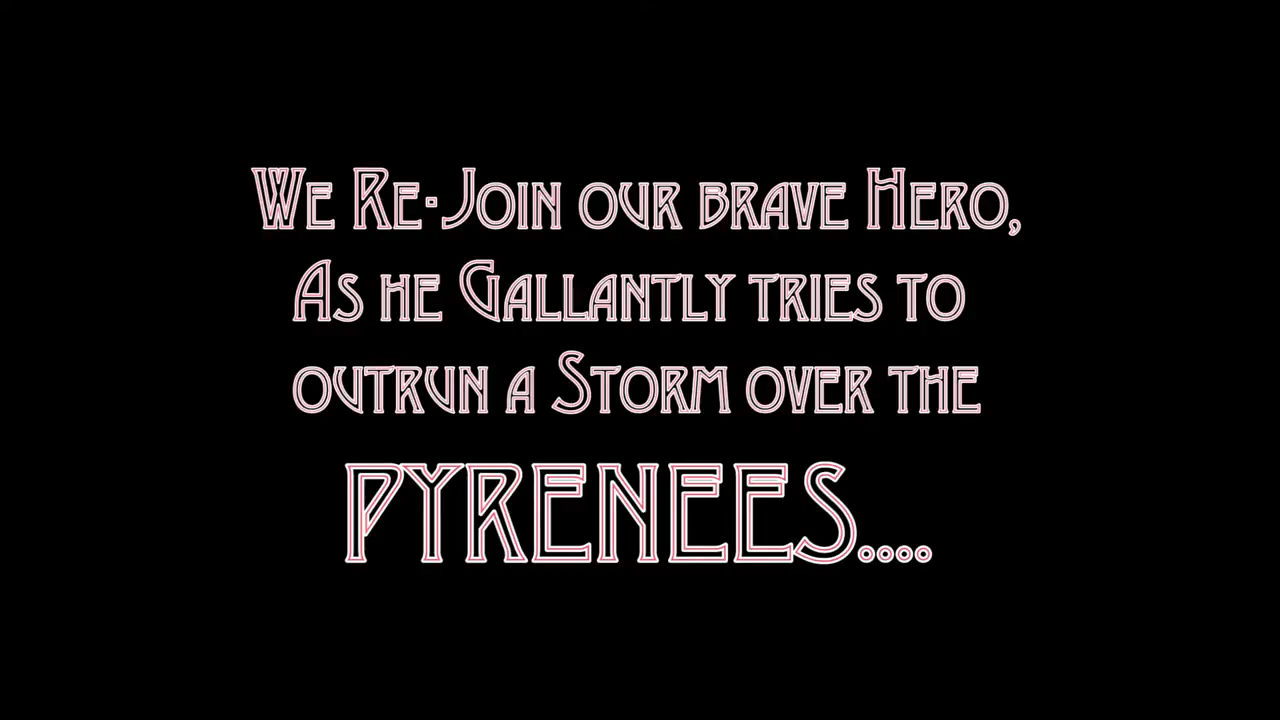 We Re-Join our brave Hero,
As he Gallantly tries to
outrun a Storm over the
PYRENEES....